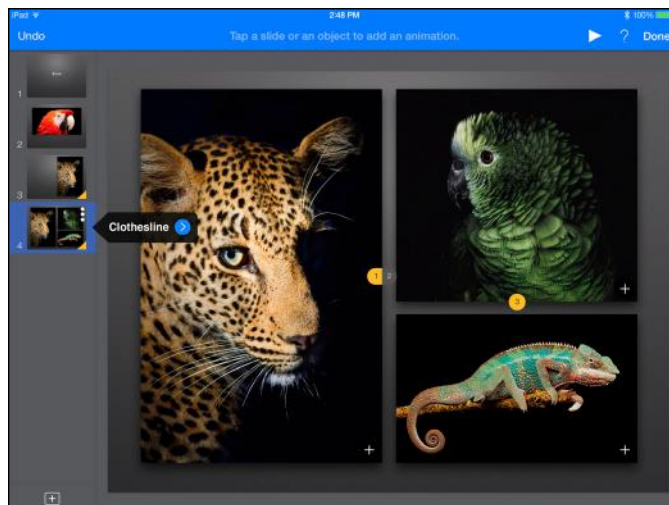 iPad 2:48 PM 100%
Undo Tap a slide or an object to add an animation. ? Done
1
2
3
4
Clothesline
1 2
3